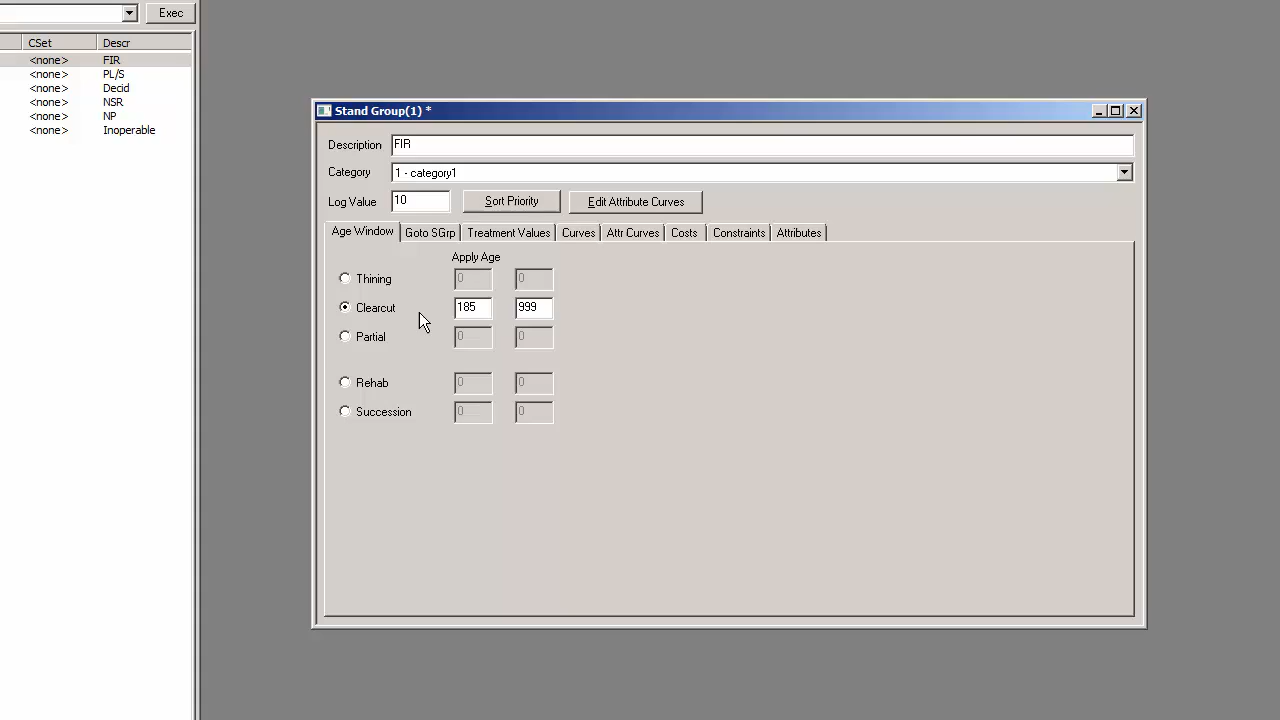 Exec
CSet Descr
<none> FIR
<none> PL/S
<none> Decid
<none> NSR
<none> NP
<none> Inoperable
Stand Group(1) *
Description FIR
Category 1 - category1
Log Value 10 Sort Priority Edit Attribute Curves
Age Window Goto SGrp Treatment Values Curves Attr Curves Costs Constraints Attributes
Apply Age
Thining 0 0
Clearcut 185 999
Partial 0 0
Rehab 0 0
Succession 0 0